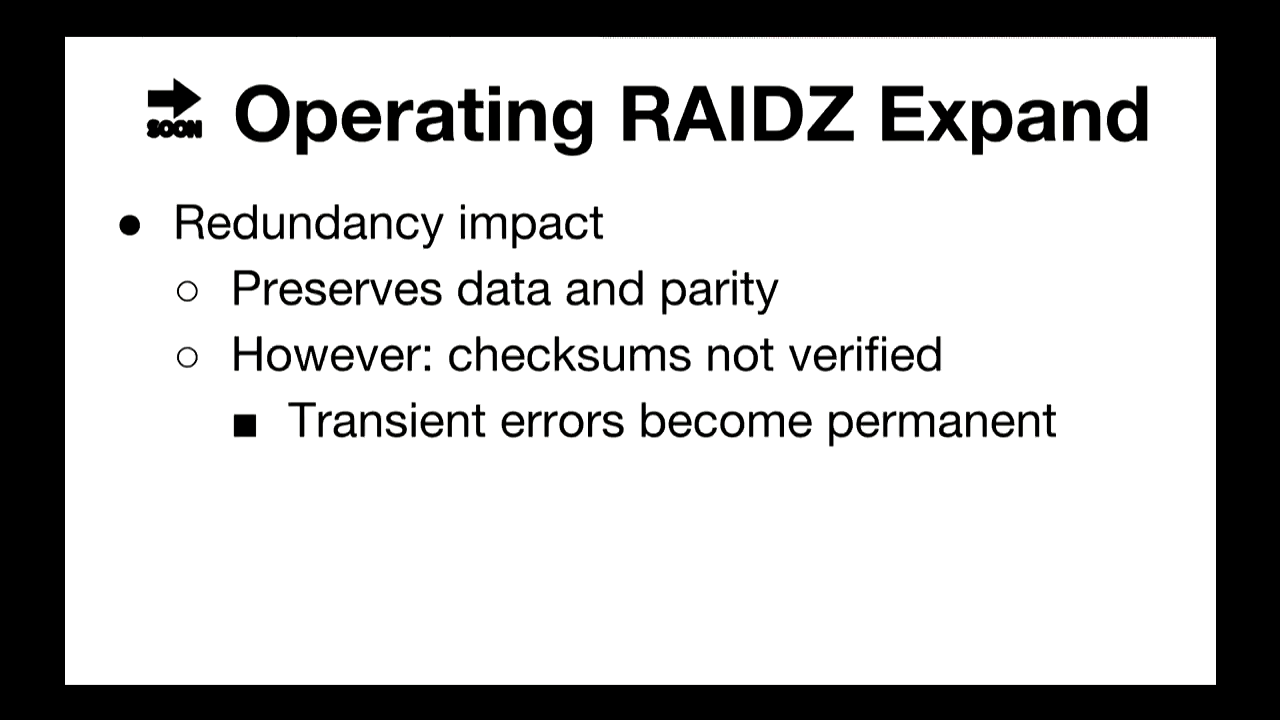 SOON Operating RAIDZ Expand
● Redundancy impact
○ Preserves data and parity
○ However: checksums not verified
■ Transient errors become permanent